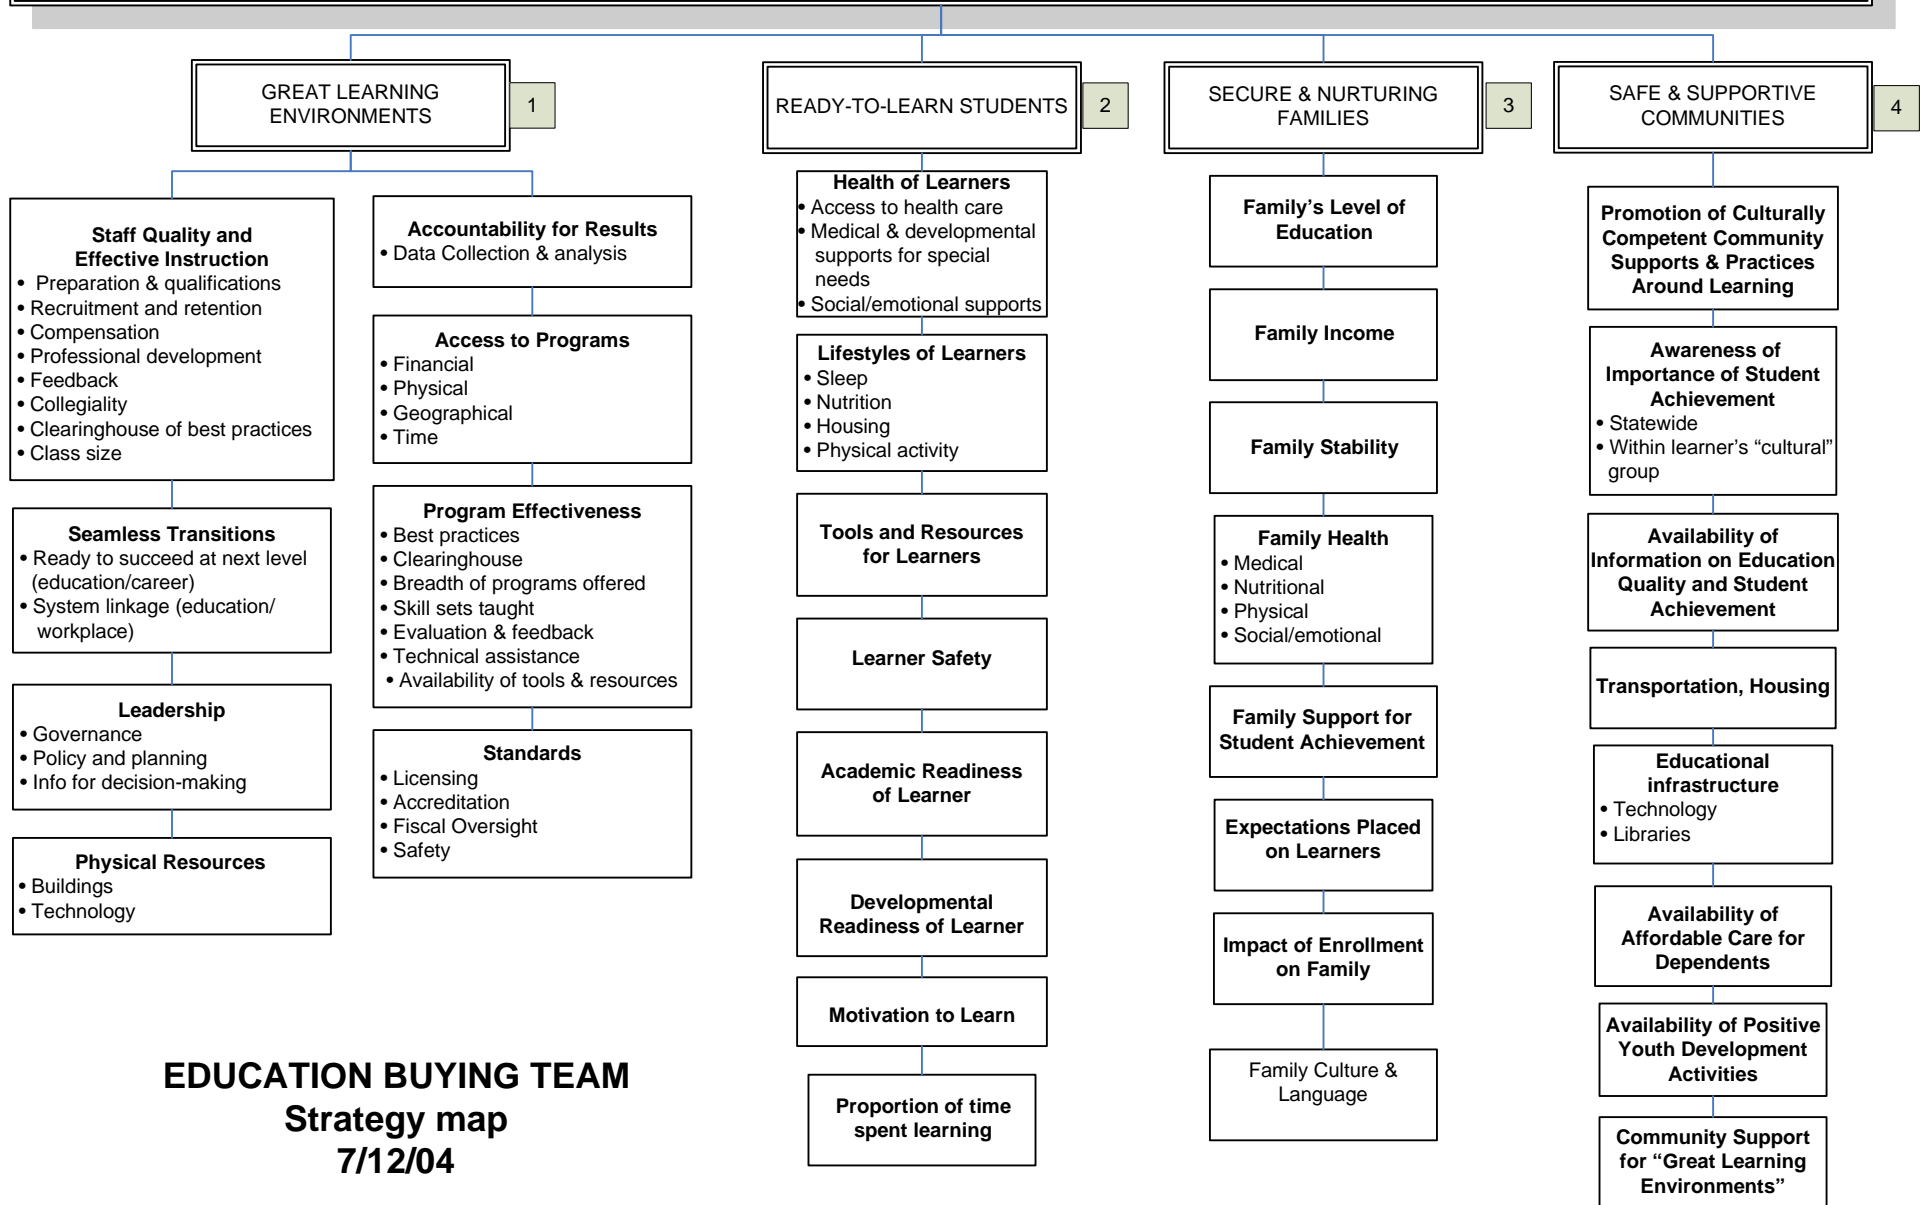 GREAT LEARNING
ENVIRONMENTS
1
READY-TO-LEARN STUDENTS
2
SECURE & NURTURING
FAMILIES
3
SAFE & SUPPORTIVE
COMMUNITIES
4
Staff Quality and
Effective Instruction
• Preparation & qualifications
• Recruitment and retention
• Compensation
• Professional development
• Feedback
• Collegiality
• Clearinghouse of best practices
• Class size
Seamless Transitions
• Ready to succeed at next level
(education/career)
• System linkage (education/
workplace)
Leadership
• Governance
• Policy and planning
• Info for decision-making
Physical Resources
• Buildings
• Technology
Accountability for Results
• Data Collection & analysis
Access to Programs
• Financial
• Physical
• Geographical
• Time
Program Effectiveness
• Best practices
• Clearinghouse
• Breadth of programs offered
• Skill sets taught
• Evaluation & feedback
• Technical assistance
• Availability of tools & resources
Standards
• Licensing
• Accreditation
• Fiscal Oversight
• Safety
Health of Learners
• Access to health care
• Medical & developmental
supports for special
needs
• Social/emotional supports
Lifestyles of Learners
• Sleep
• Nutrition
• Housing
• Physical activity
Tools and Resources
for Learners
Learner Safety
Academic Readiness
of Learner
Developmental
Readiness of Learner
Motivation to Learn
Proportion of time
spent learning
Family’s Level of
Education
Family Income
Family Stability
Family Health
• Medical
• Nutritional
• Physical
• Social/emotional
Family Support for
Student Achievement
Expectations Placed
on Learners
Impact of Enrollment
on Family
Family Culture &
Language
Promotion of Culturally
Competent Community
Supports & Practices
Around Learning
Awareness of
Importance of Student
Achievement
• Statewide
• Within learner’s “cultural”
group
Availability of
Information on Education
Quality and Student
Achievement
Transportation, Housing
Educational
infrastructure
• Technology
• Libraries
Availability of
Affordable Care for
Dependents
Availability of Positive
Youth Development
Activities
Community Support
for “Great Learning
Environments”
EDUCATION BUYING TEAM
Strategy map
7/12/04